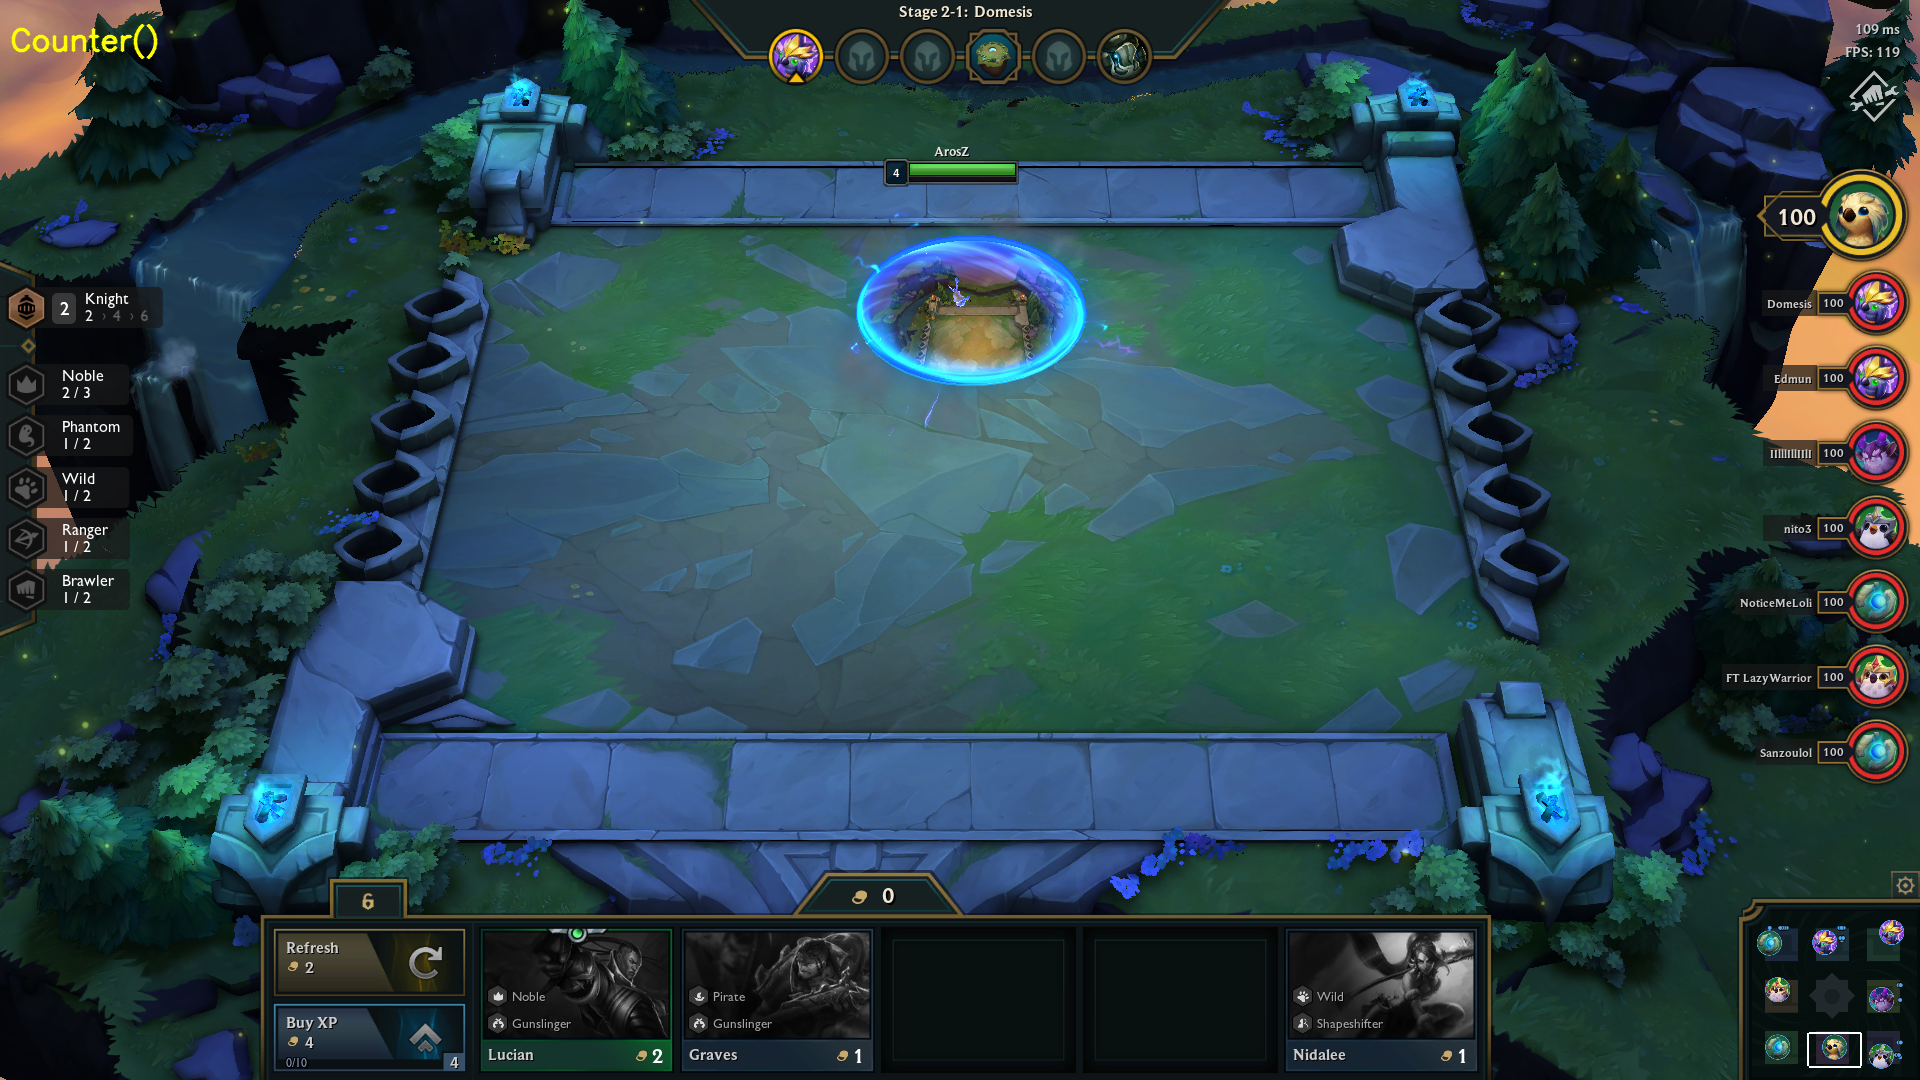 Counter()
Stage 2-1: Domesis
109 ms
FPS: 119
ArosZ
4
100
Domesis 100
Edmun 100
IIIIIIIIIIII 100
nito3 100
NoticeMeLoli 100
FT LazyWarrior 100
Sanzoulol 100
2 Knight
2 › 4 › 6
Noble
2 / 3
Phantom
1 / 2
Wild
1 / 2
Ranger
1 / 2
Brawler
1 / 2
6
0
Refresh
2
Buy XP
4
0/10
4
Noble
Gunslinger
Lucian 2
Pirate
Gunslinger
Graves 1
Wild
Shapeshifter
Nidalee 1